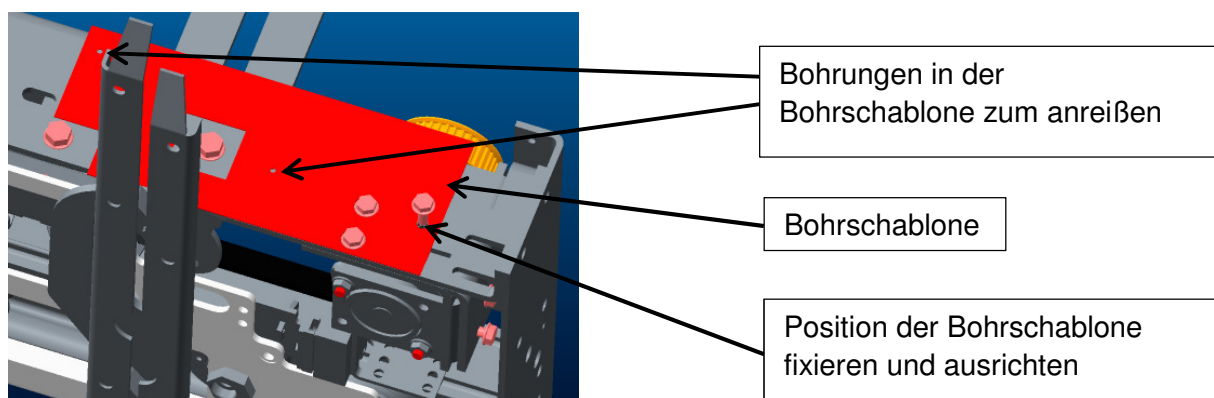 Bohrungen in der
Bohrschablone zum anreißen
Bohrschablone
Position der Bohrschablone
fixieren und ausrichten